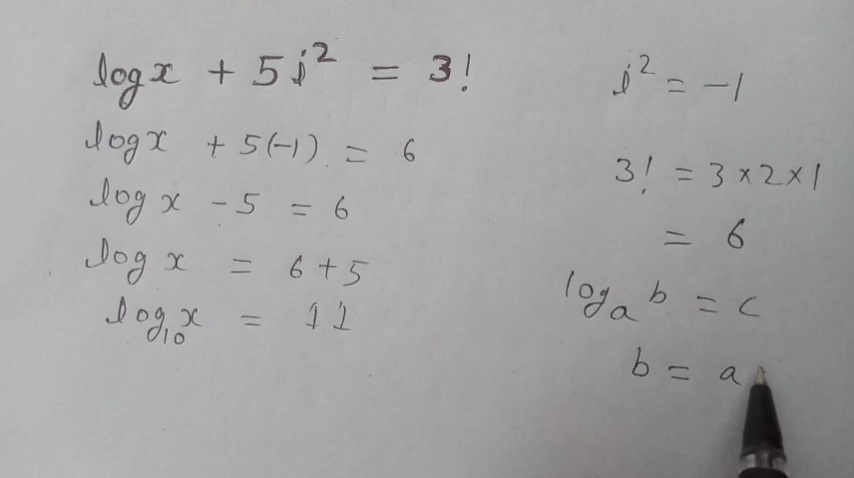 log x + 5i² = 3!
log x + 5(-1) = 6
log x - 5 = 6
log x = 6 + 5
log₁₀ x = 11
i² = -1
3! = 3 × 2 × 1
= 6
logₐ b = c
b = a